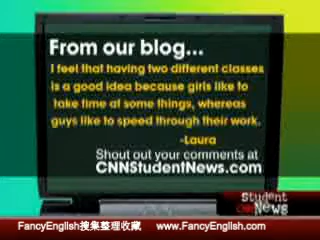 From our blog...
I feel that having two different classes
is a good idea because girls like to
take time at some things, whereas
guys like to speed through their work.
-Laura
Shout out your comments at
CNNStudentNews.com
Student
CNN News
FancyEnglish搜集整理收藏 www.FancyEnglish.com